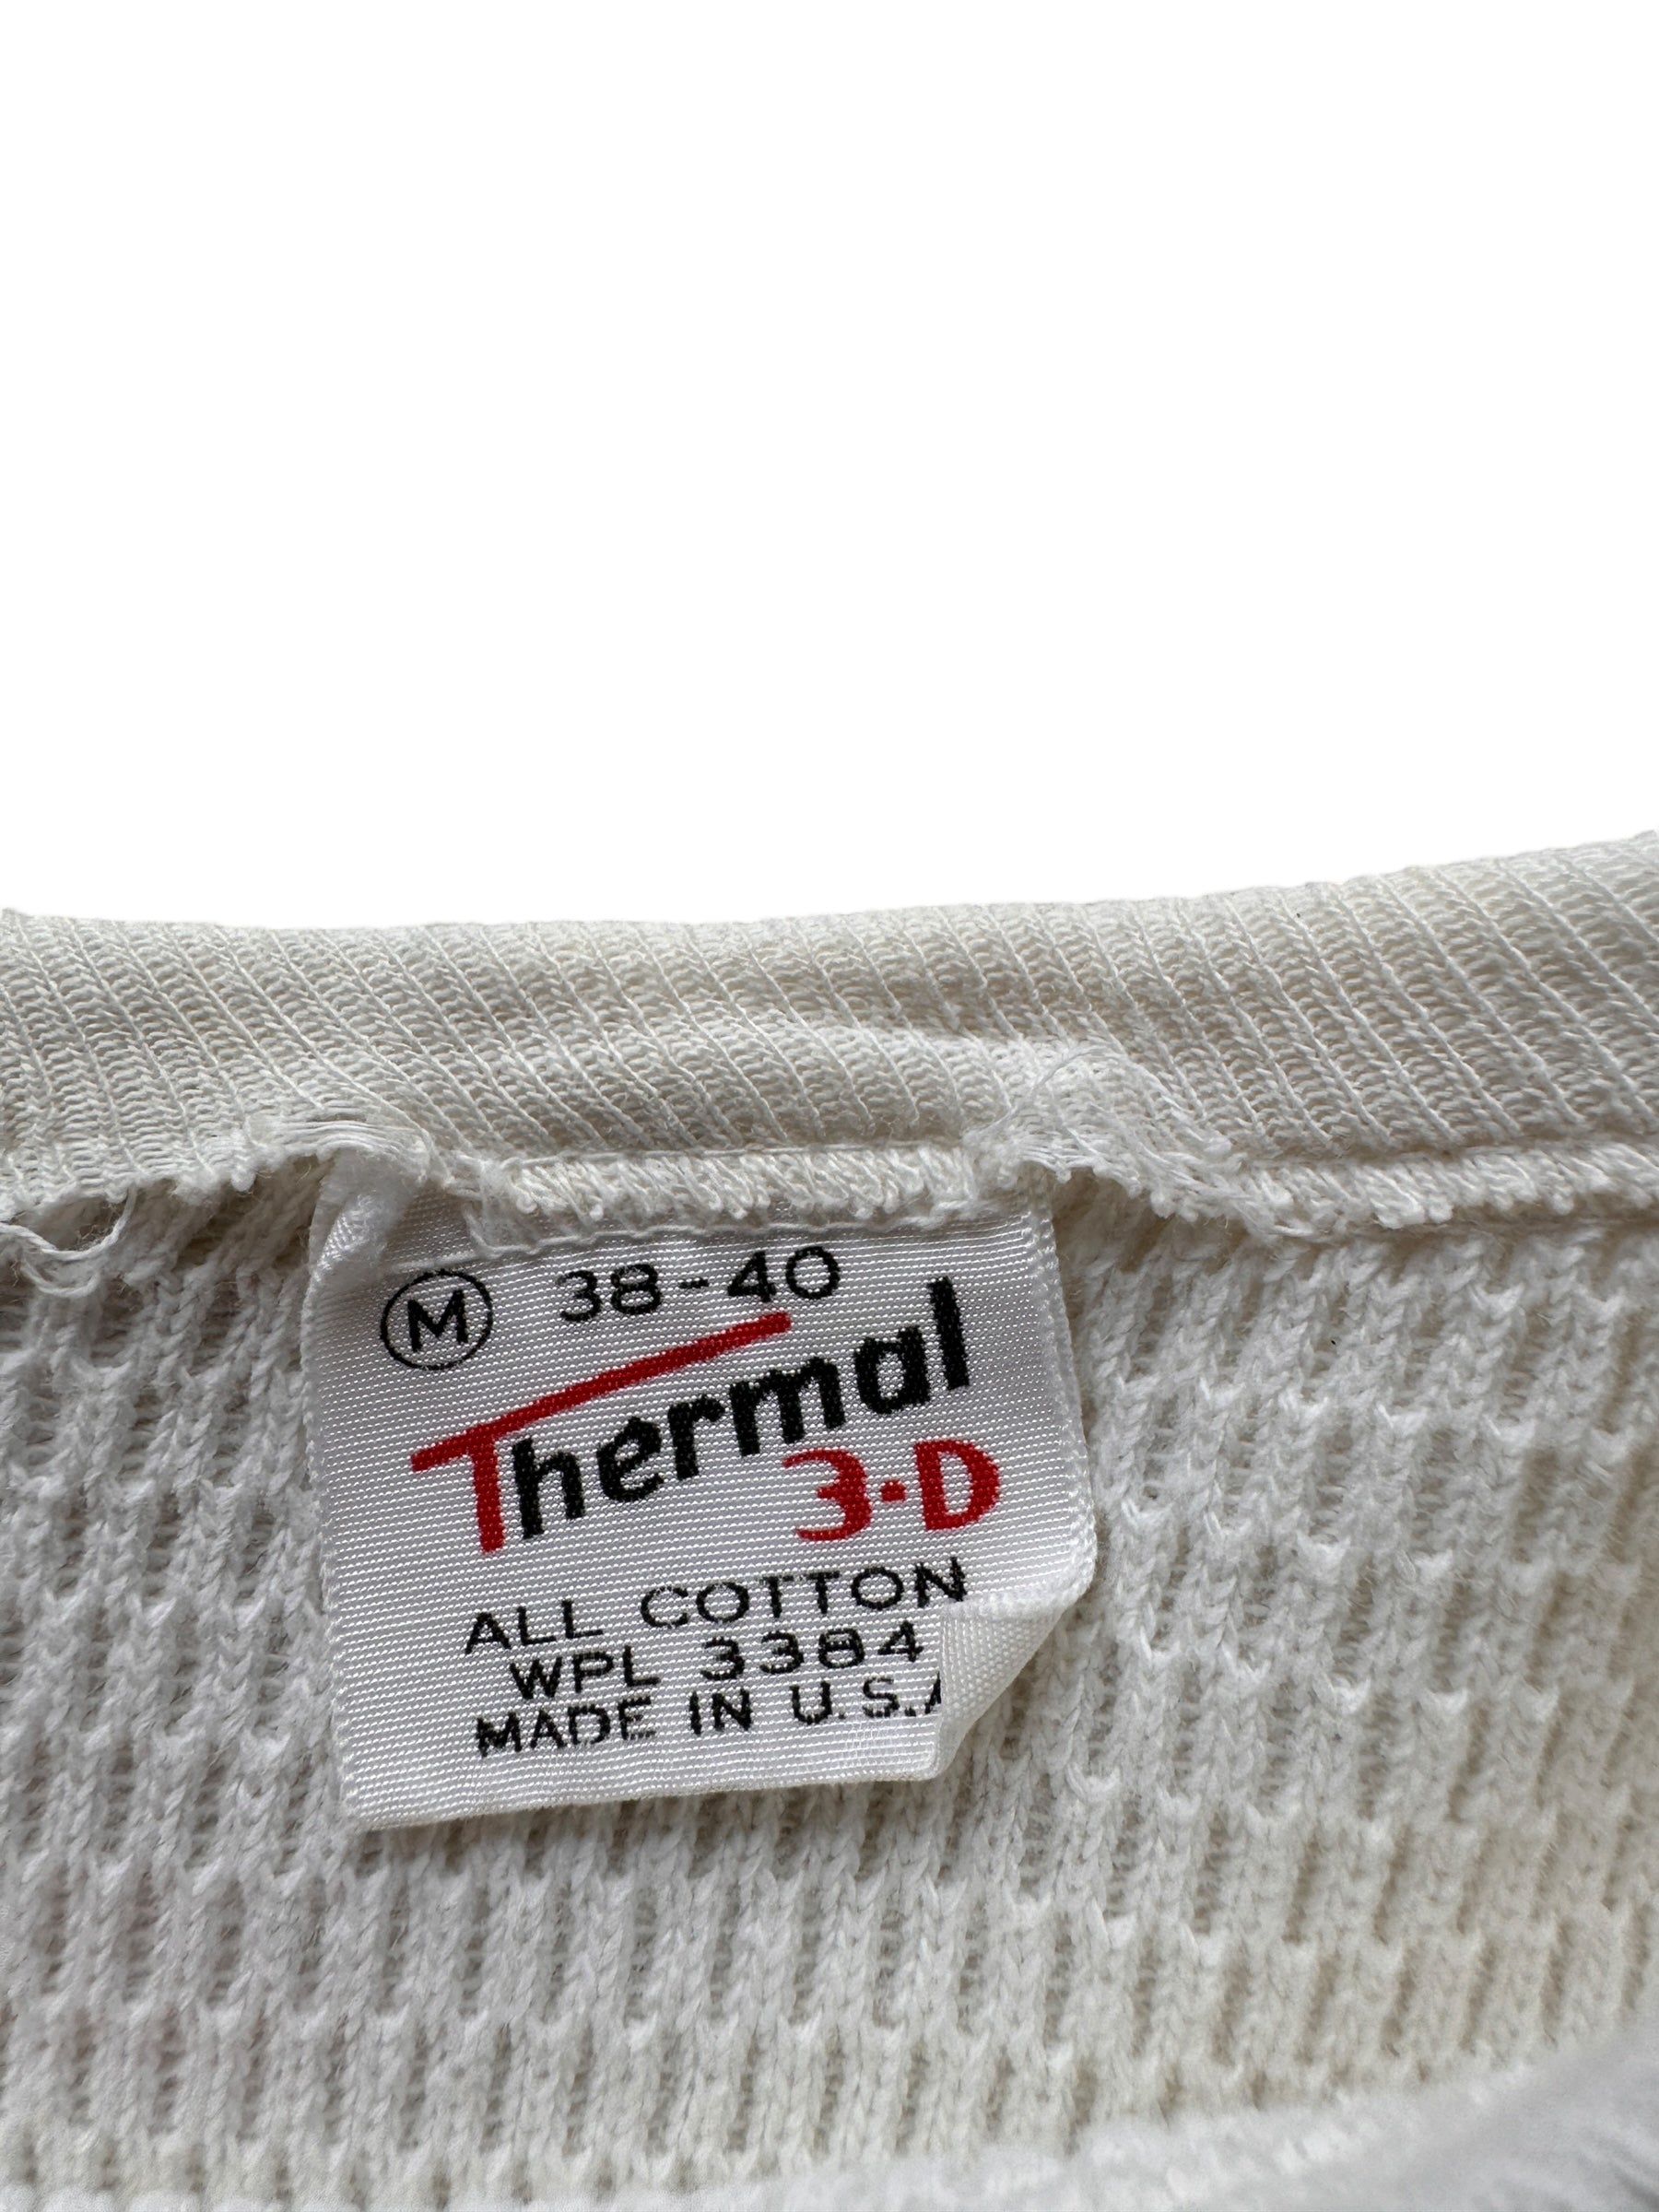 M 38-40
Thermal
3·D
ALL COTTON
WPL 3384
MADE IN U.S.A